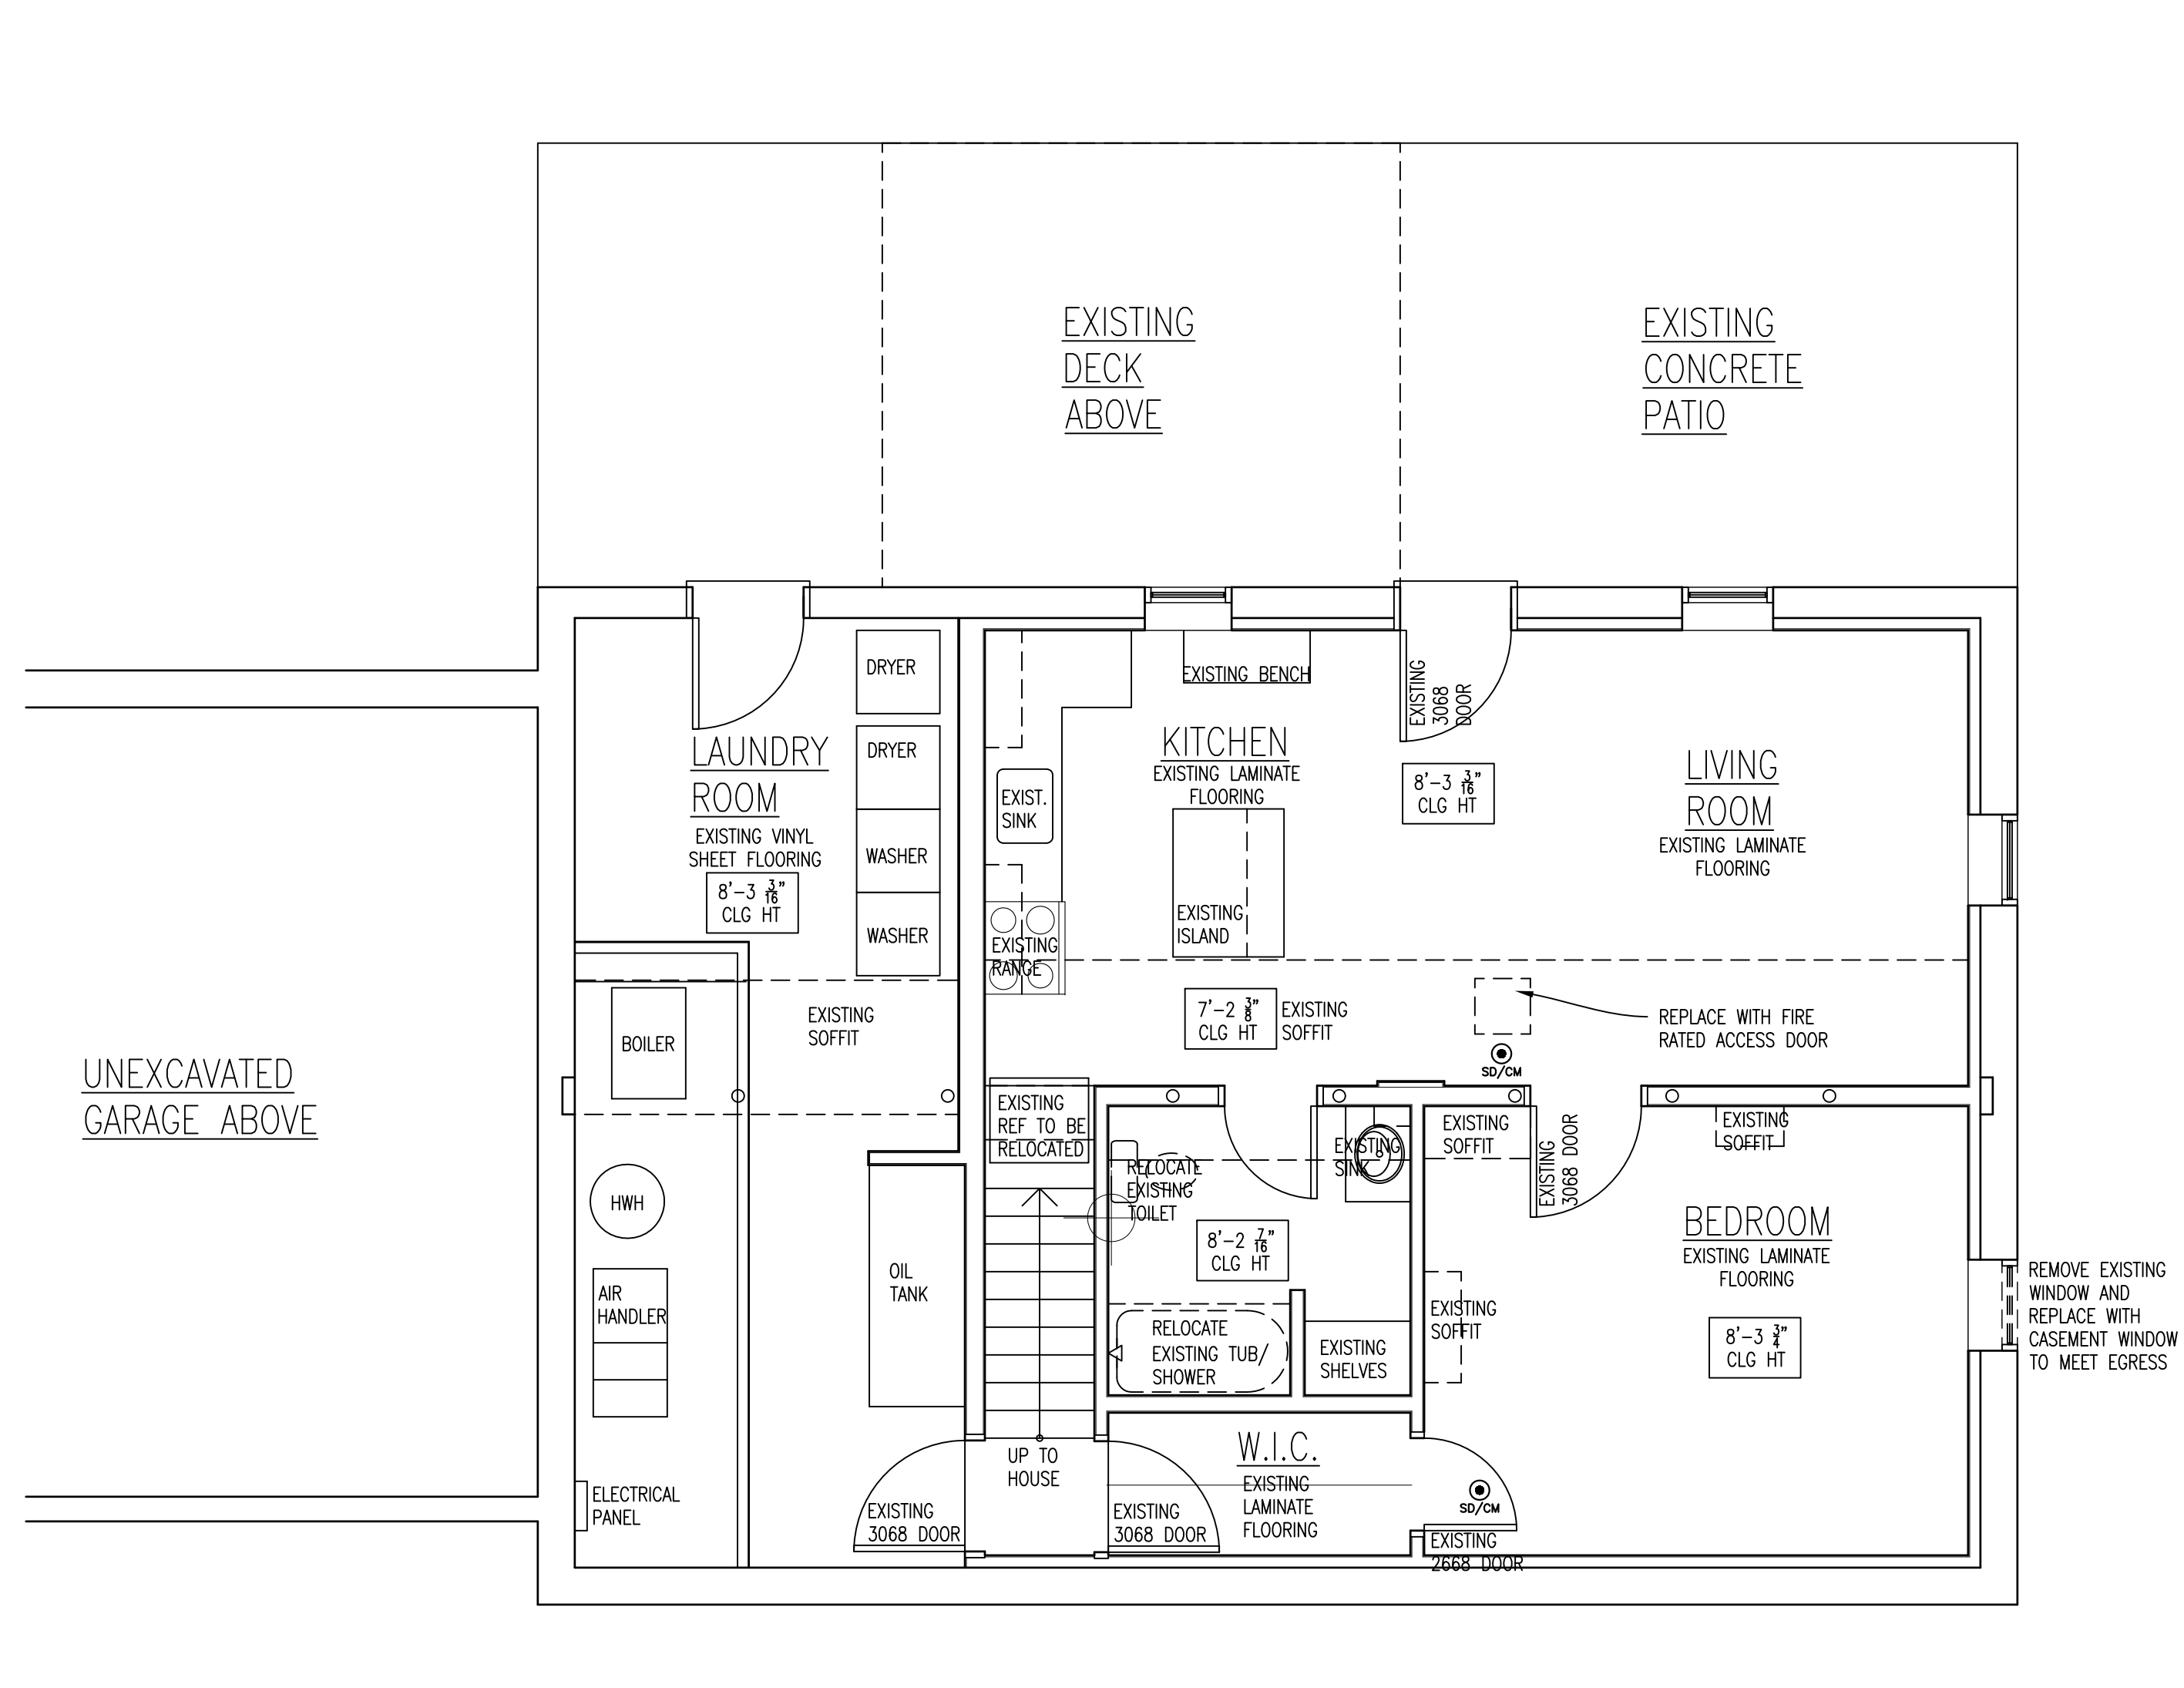 EXISTING
DECK
ABOVE
EXISTING
CONCRETE
PATIO
DRYER
DRYER
WASHER
WASHER
LAUNDRY
ROOM
EXISTING VINYL
SHEET FLOORING
8'-3 3/16"
CLG HT
EXISTING BENCH
KITCHEN
EXISTING LAMINATE
FLOORING
EXIST.
SINK
EXISTING
ISLAND
EXISTING
RANGE
EXISTING
3068
DOOR
8'-3 3/16"
CLG HT
LIVING
ROOM
EXISTING LAMINATE
FLOORING
7'-2 3/8"
CLG HT
EXISTING
SOFFIT
REPLACE WITH FIRE
RATED ACCESS DOOR
SD/CM
UNEXCAVATED
GARAGE ABOVE
BOILER
EXISTING
SOFFIT
HWH
AIR
HANDLER
ELECTRICAL
PANEL
OIL
TANK
EXISTING
REF TO BE
RELOCATED
RELOCATE
EXISTING
TOILET
EXISTING
SINK
8'-2 7/16"
CLG HT
RELOCATE
EXISTING TUB/
SHOWER
EXISTING
SHELVES
EXISTING
SOFFIT
EXISTING
3068 DOOR
EXISTING
SOFFIT
BEDROOM
EXISTING LAMINATE
FLOORING
8'-3 3/4"
CLG HT
EXISTING
SOFFIT
REMOVE EXISTING
WINDOW AND
REPLACE WITH
CASEMENT WINDOW
TO MEET EGRESS
UP TO
HOUSE
EXISTING
3068 DOOR
EXISTING
3068 DOOR
W.I.C.
EXISTING
LAMINATE
FLOORING
SD/CM
EXISTING
2668 DOOR